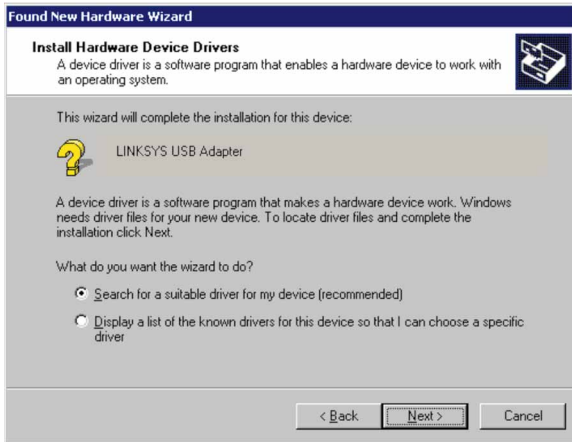 Found New Hardware Wizard
Install Hardware Device Drivers
A device driver is a software program that enables a hardware device to work with
an operating system.
This wizard will complete the installation for this device:
LINKSYS USB Adapter
A device driver is a software program that makes a hardware device work. Windows
needs driver files for your new device. To locate driver files and complete the
installation click Next.
What do you want the wizard to do?
Search for a suitable driver for my device (recommended)
Display a list of the known drivers for this device so that I can choose a specific
driver
< Back
Next >
Cancel